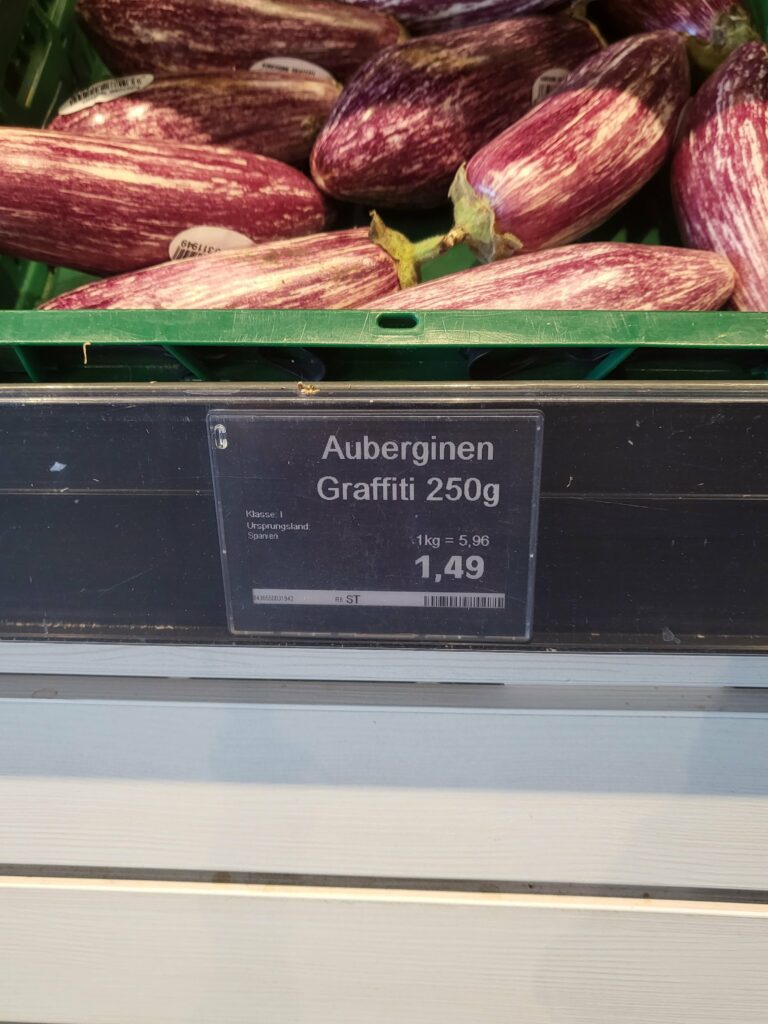 Auberginen
Graffiti 250g
Klasse: I
Ursprungsland:
Spanien
1kg = 5,96
1,49
ST